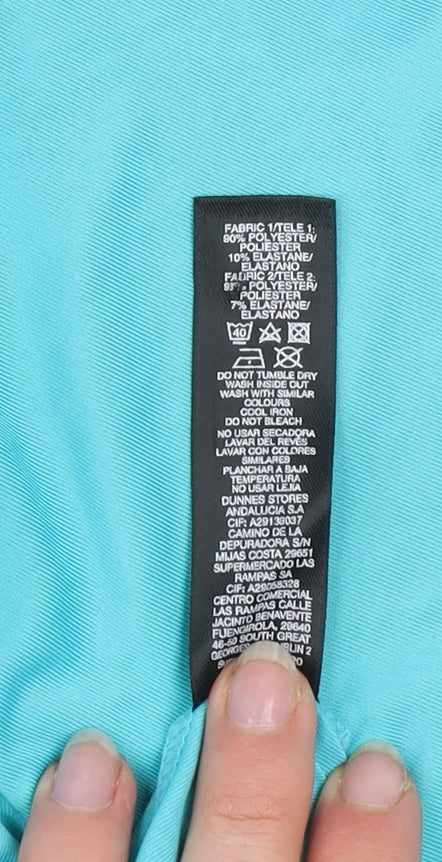 FABRIC 1/TELE 1:
90% POLYESTER/
POLIESTER
10% ELASTANE/
ELASTANO
FABRIC 2/TELE 2:
POLYESTER/
POLIESTER
7% ELASTANE/
ELASTANO
40
DO NOT TUMBLE DRY
WASH INSIDE OUT
WASH WITH SIMILAR
COLOURS
COOL IRON
DO NOT BLEACH
NO USAR SECADORA
LAVAR DEL REVÉS
LAVAR CON COLORES
SIMILARES
PLANCHAR A BAJA
TEMPERATURA
NO USAR LEJIA
DUNNES STORES
ANDALUCIA S.A
CIF: A29139037
CAMINO DE LA
DEPURADORA S/N
MIJAS COSTA 29651
SUPERMERCADO LAS
RAMPAS SA
CIF: A29058328
CENTRO COMERCIAL
LAS RAMPAS CALLE
JACINTO BENAVENTE
FUENGIROLA, 29640
46-50 SOUTH GREAT
2